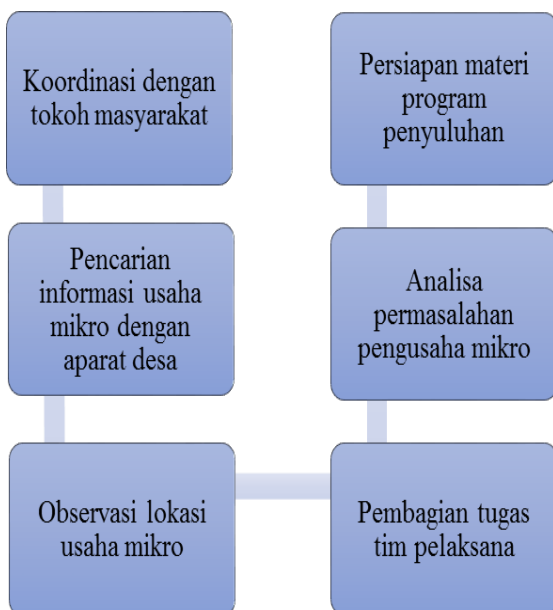 Koordinasi dengan
tokoh masyarakat
Pencarian
informasi usaha
mikro dengan
aparat desa
Observasi lokasi
usaha mikro
Pembagian tugas
tim pelaksana
Analisa
permasalahan
pengusaha mikro
Persiapan materi
program
penyuluhan